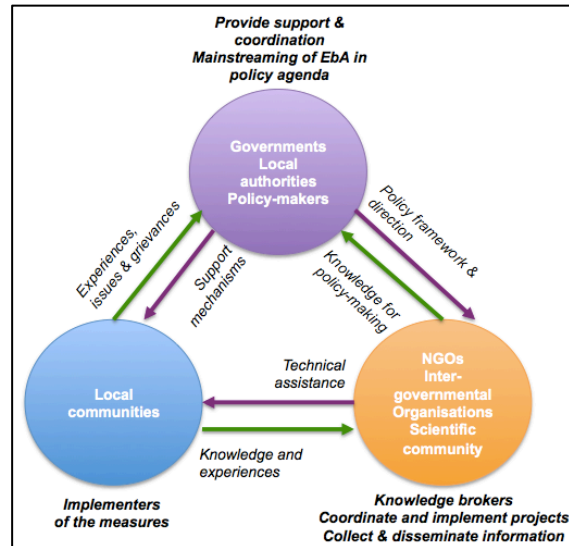 Provide support &
coordination
Mainstreaming of EbA in
policy agenda
Governments
Local
authorities
Policy-makers
Experiences,
issues & grievances
Support
mechanisms
Policy framework &
direction
Knowledge for
policy-making
Local
communities
Technical
assistance
Knowledge and
experiences
NGOs
Inter-
governmental
Organisations
Scientific
community
Implementers
of the measures
Knowledge brokers
Coordinate and implement projects
Collect & disseminate information